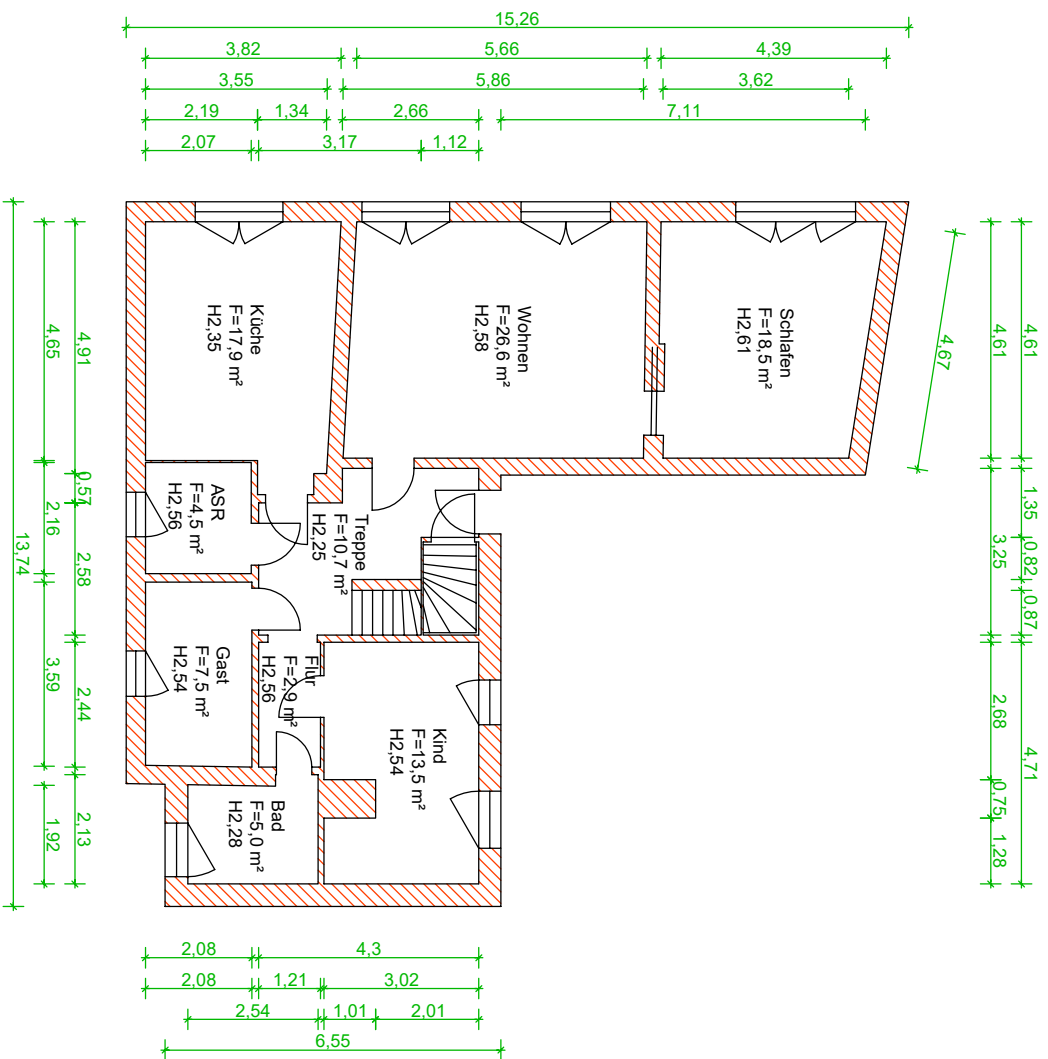 15,26
3,82
5,66
4,39
3,55
5,86
3,62
2,19
1,34
2,66
7,11
2,07
3,17
1,12
13,74
4,65
2,16
3,59
1,92
4,91
0,57
2,58
2,44
2,13
Küche
F=17,9 m²
H2,35
Wohnen
F=26,6 m²
H2,58
Schlafen
F=18,5 m²
H2,61
4,67
4,61
4,61
ASR
F=4,5 m²
H2,56
Treppe
F=10,7 m²
H2,25
Gast
F=7,5 m²
H2,54
Flur
F=2,9 m²
H2,56
Kind
F=13,5 m²
H2,54
Bad
F=5,0 m²
H2,28
3,25
2,68
0,75
1,28
1,35
0,82
0,87
4,71
2,08
4,3
2,08
1,21
3,02
2,54
1,01
2,01
6,55